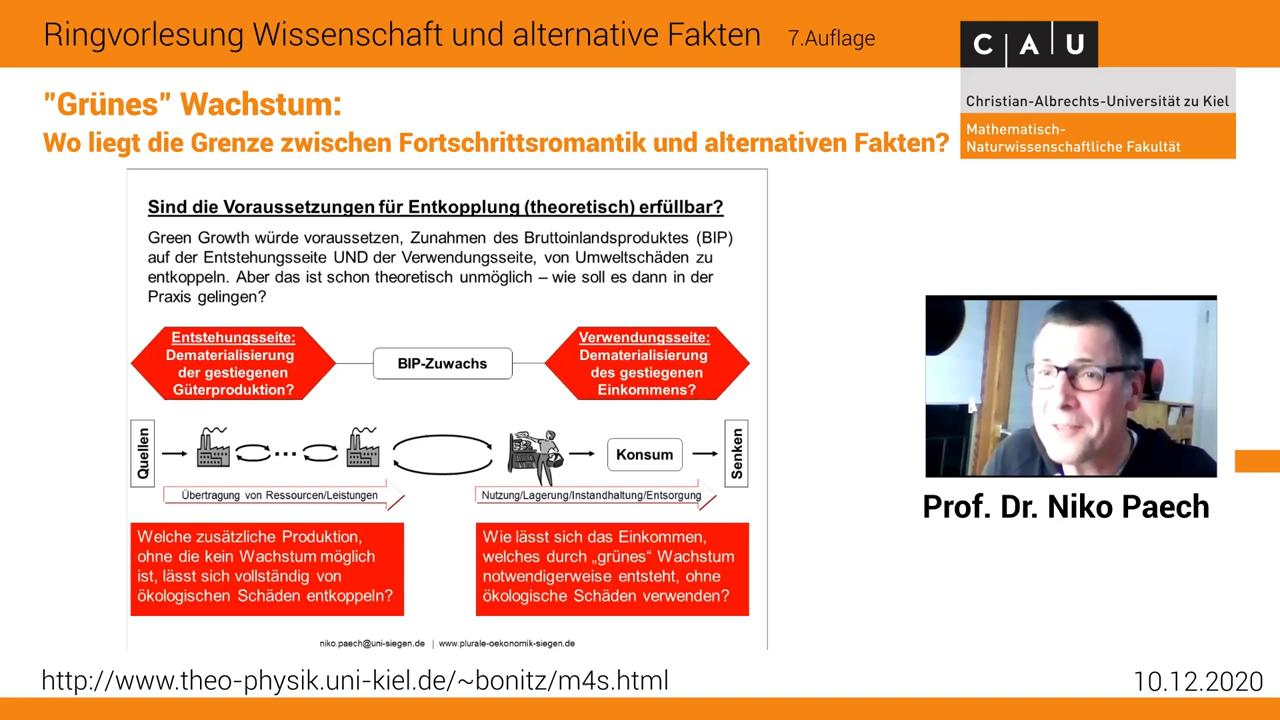 Ringvorlesung Wissenschaft und alternative Fakten 7.Auflage
C A U
Christian-Albrechts-Universität zu Kiel
Mathematisch-
Naturwissenschaftliche Fakultät
"Grünes" Wachstum:
Wo liegt die Grenze zwischen Fortschrittsromantik und alternativen Fakten?
Sind die Voraussetzungen für Entkopplung (theoretisch) erfüllbar?
Green Growth würde voraussetzen, Zunahmen des Bruttoinlandsproduktes (BIP)
auf der Entstehungsseite UND der Verwendungsseite, von Umweltschäden zu
entkoppeln. Aber das ist schon theoretisch unmöglich – wie soll es dann in der
Praxis gelingen?
Entstehungsseite:
Dematerialisierung
der gestiegenen
Güterproduktion?
BIP-Zuwachs
Verwendungsseite:
Dematerialisierung
des gestiegenen
Einkommens?
Quellen
...
Konsum
Senken
Übertragung von Ressourcen/Leistungen
Nutzung/Lagerung/Instandhaltung/Entsorgung
Welche zusätzliche Produktion,
ohne die kein Wachstum möglich
ist, lässt sich vollständig von
ökologischen Schäden entkoppeln?
Wie lässt sich das Einkommen,
welches durch „grünes" Wachstum
notwendigerweise entsteht, ohne
ökologische Schäden verwenden?
niko.paech@uni-siegen.de | www.plurale-oekonomik-siegen.de
Prof. Dr. Niko Paech
http://www.theo-physik.uni-kiel.de/~bonitz/m4s.html
10.12.2020